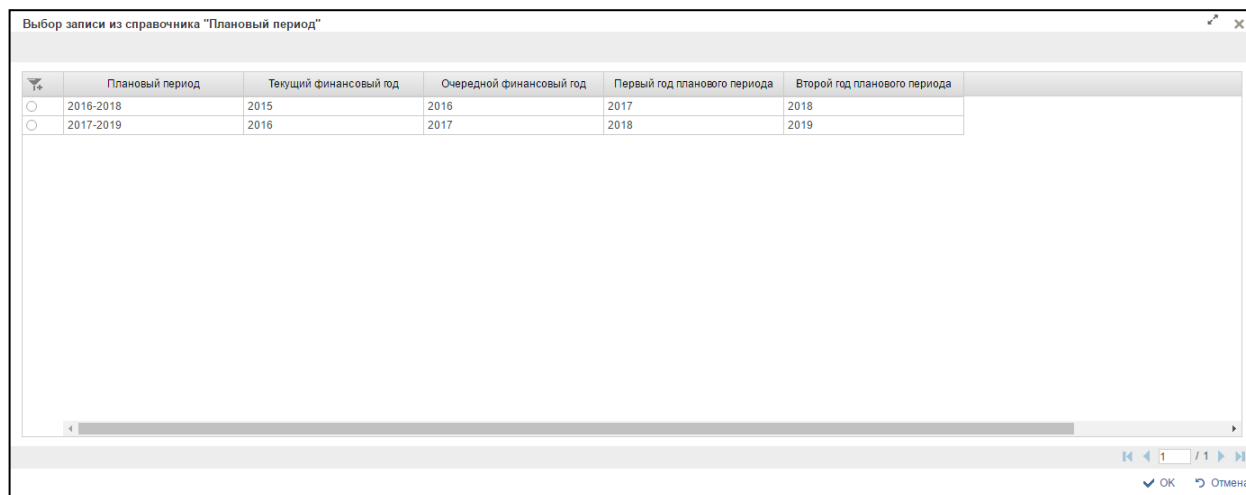 Выбор записи из справочника "Плановый период"
Плановый период Текущий финансовый год Очередной финансовый год Первый год планового периода Второй год планового периода
2016-2018 2015 2016 2017 2018
2017-2019 2016 2017 2018 2019
1 / 1
OK Отмена